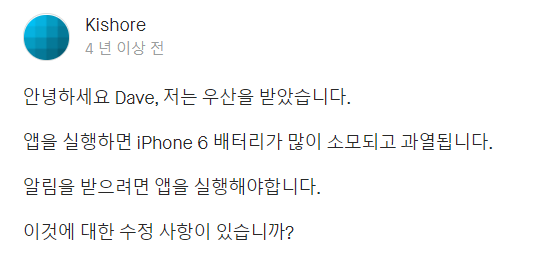 Kishore
4 년 이상 전
안녕하세요 Dave, 저는 우산을 받았습니다.
앱을 실행하면 iPhone 6 배터리가 많이 소모되고 과열됩니다.
알림을 받으려면 앱을 실행해야합니다.
이것에 대한 수정 사항이 있습니까?